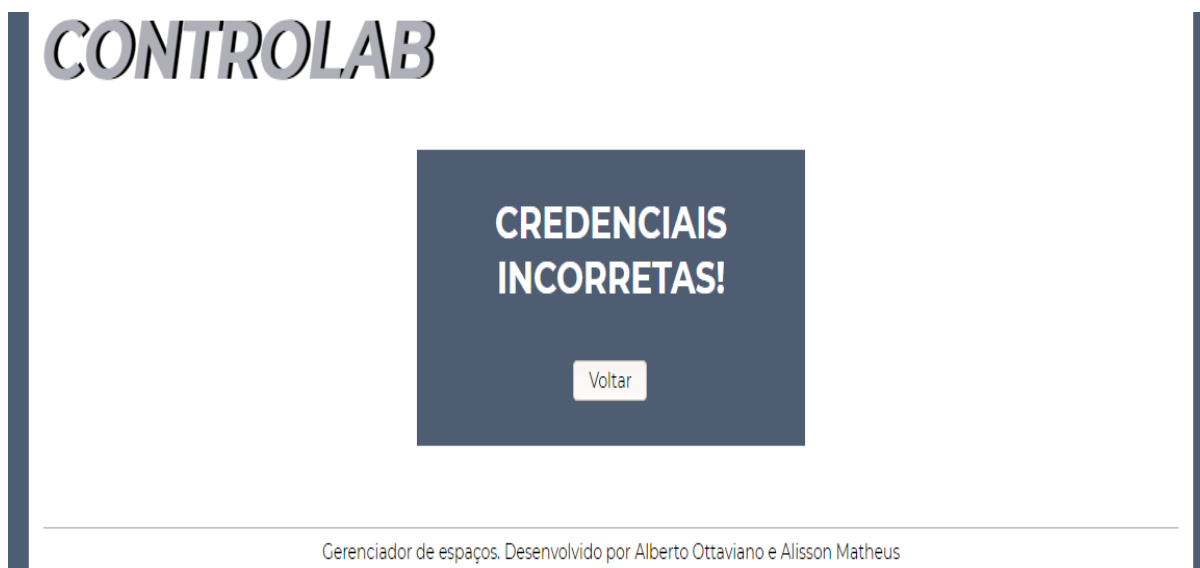 CONTROLAB
CREDENCIAIS
INCORRETAS!
Voltar
Gerenciador de espaços. Desenvolvido por Alberto Ottaviano e Alisson Matheus